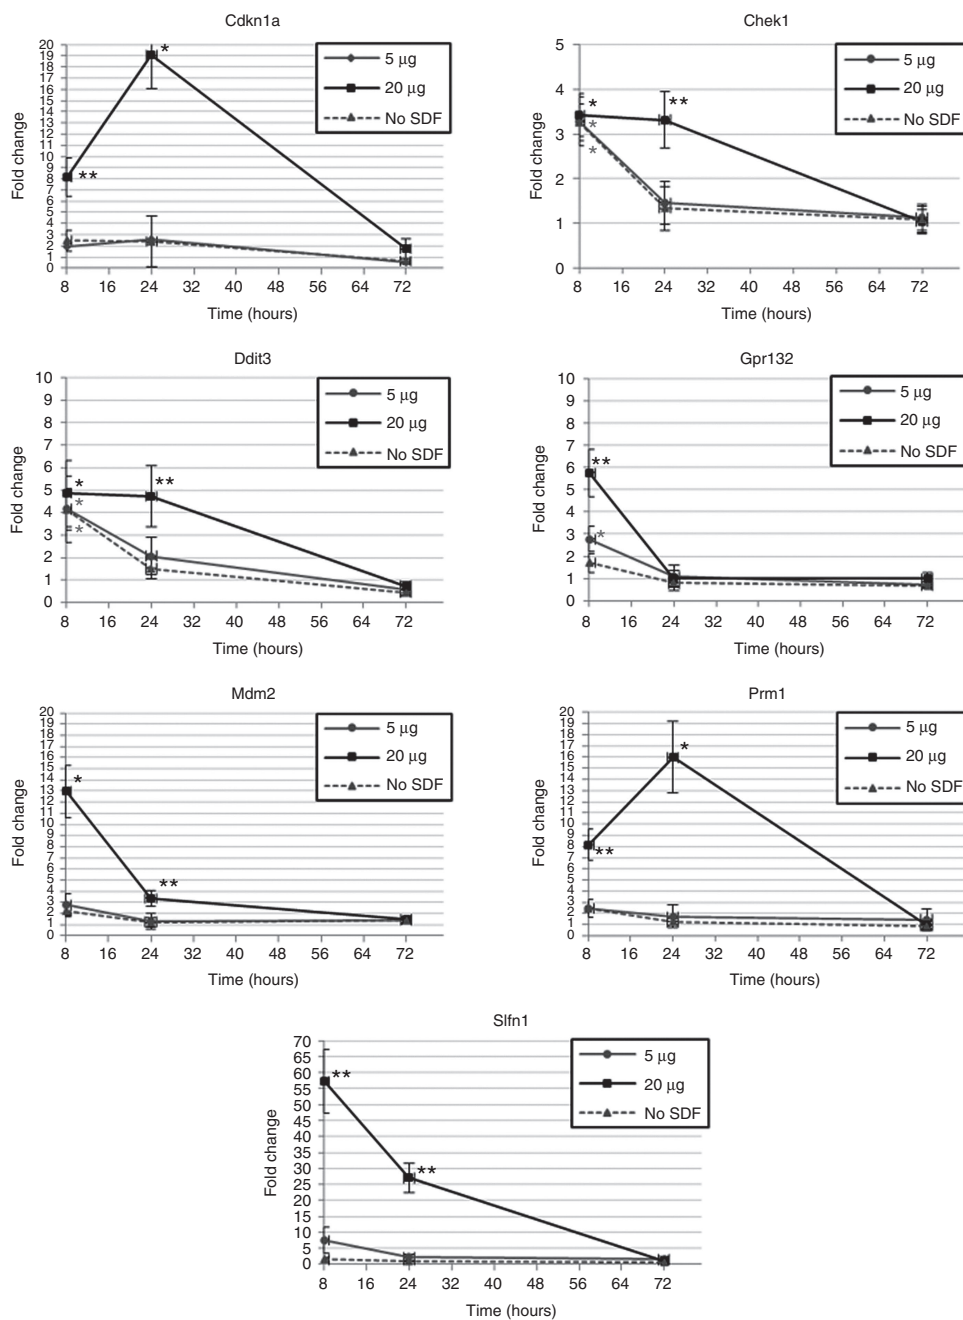 Cdkn1a
Fold change
20
19
18
17
16
15
14
13
12
11
10
9
8
7
6
5
4
3
2
1
0
*
**
5 µg
20 µg
No SDF
8 16 24 32 40 48 56 64 72
Time (hours)
Chek1
Fold change
5
4
3
2
1
0
*
*
*
**
5 µg
20 µg
No SDF
8 16 24 32 40 48 56 64 72
Time (hours)
Ddit3
Fold change
10
9
8
7
6
5
4
3
2
1
0
*
*
*
**
5 µg
20 µg
No SDF
8 16 24 32 40 48 56 64 72
Time (hours)
Gpr132
Fold change
10
9
8
7
6
5
4
3
2
1
0
**
*
5 µg
20 µg
No SDF
8 16 24 32 40 48 56 64 72
Time (hours)
Mdm2
Fold change
20
19
18
17
16
15
14
13
12
11
10
9
8
7
6
5
4
3
2
1
0
*
**
5 µg
20 µg
No SDF
8 16 24 32 40 48 56 64 72
Time (hours)
Prm1
Fold change
20
19
18
17
16
15
14
13
12
11
10
9
8
7
6
5
4
3
2
1
0
*
**
5 µg
20 µg
No SDF
8 16 24 32 40 48 56 64 72
Time (hours)
Slfn1
Fold change
70
65
60
55
50
45
40
35
30
25
20
15
10
5
0
**
**
5 µg
20 µg
No SDF
8 16 24 32 40 48 56 64 72
Time (hours)